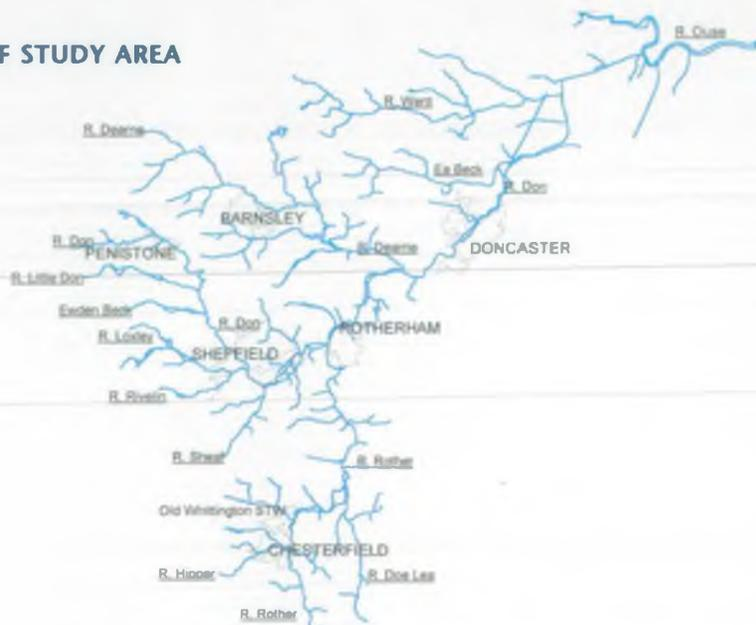 F STUDY AREA
R. Ouse
R. Went
R. Dearne
Ea Beck
R. Don
BARNSLEY
R. Don
PENISTONE
R. Dearne
DONCASTER
R. Little Don
Ewden Beck
R. Don
ROTHERHAM
R. Loxley
SHEFFIELD
R. Rivelin
R. Sheaf
R. Rother
Old Whittington STW
CHESTERFIELD
R. Hipper
R. Doe Lea
R. Rother